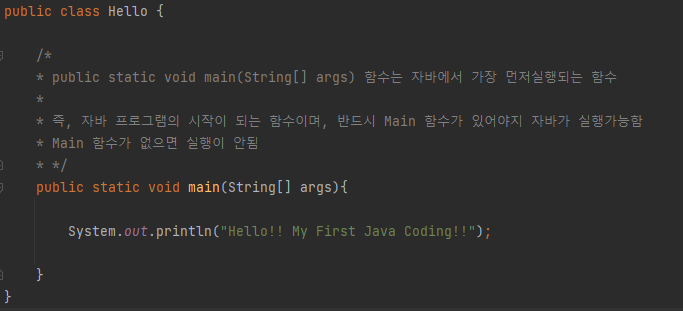 public class Hello {
/*
* public static void main(String[] args) 함수는 자바에서 가장 먼저실행되는 함수
*
* 즉, 자바 프로그램의 시작이 되는 함수이며, 반드시 Main 함수가 있어야지 자바가 실행가능함
* Main 함수가 없으면 실행이 안됨
* */
public static void main(String[] args){
System.out.println("Hello!! My First Java Coding!!");
}
}